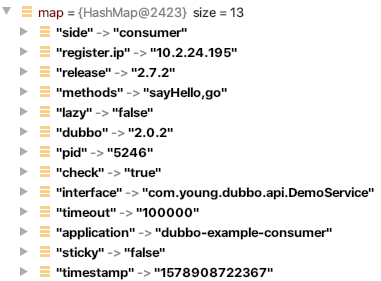 map = {HashMap@2423} size = 13
"side" -> "consumer"
"register.ip" -> "10.2.24.195"
"release" -> "2.7.2"
"methods" -> "sayHello,go"
"lazy" -> "false"
"dubbo" -> "2.0.2"
"pid" -> "5246"
"check" -> "true"
"interface" -> "com.young.dubbo.api.DemoService"
"timeout" -> "100000"
"application" -> "dubbo-example-consumer"
"sticky" -> "false"
"timestamp" -> "1578908722367"